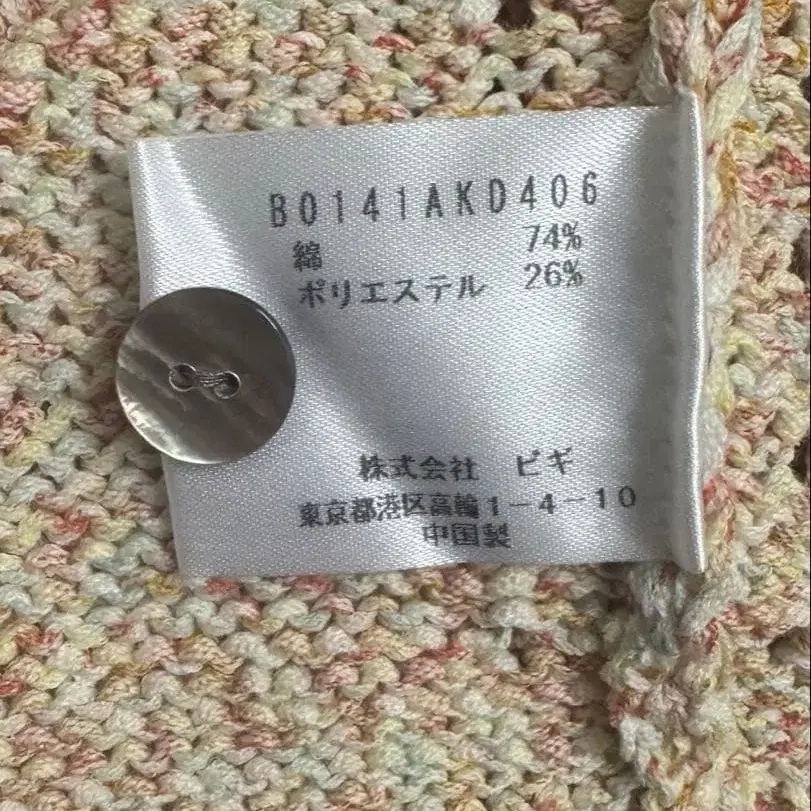 B0141AKD406
綿 74%
ポリエステル 26%
株式会社 ビギ
東京都港区高輪1-4-10
中国製